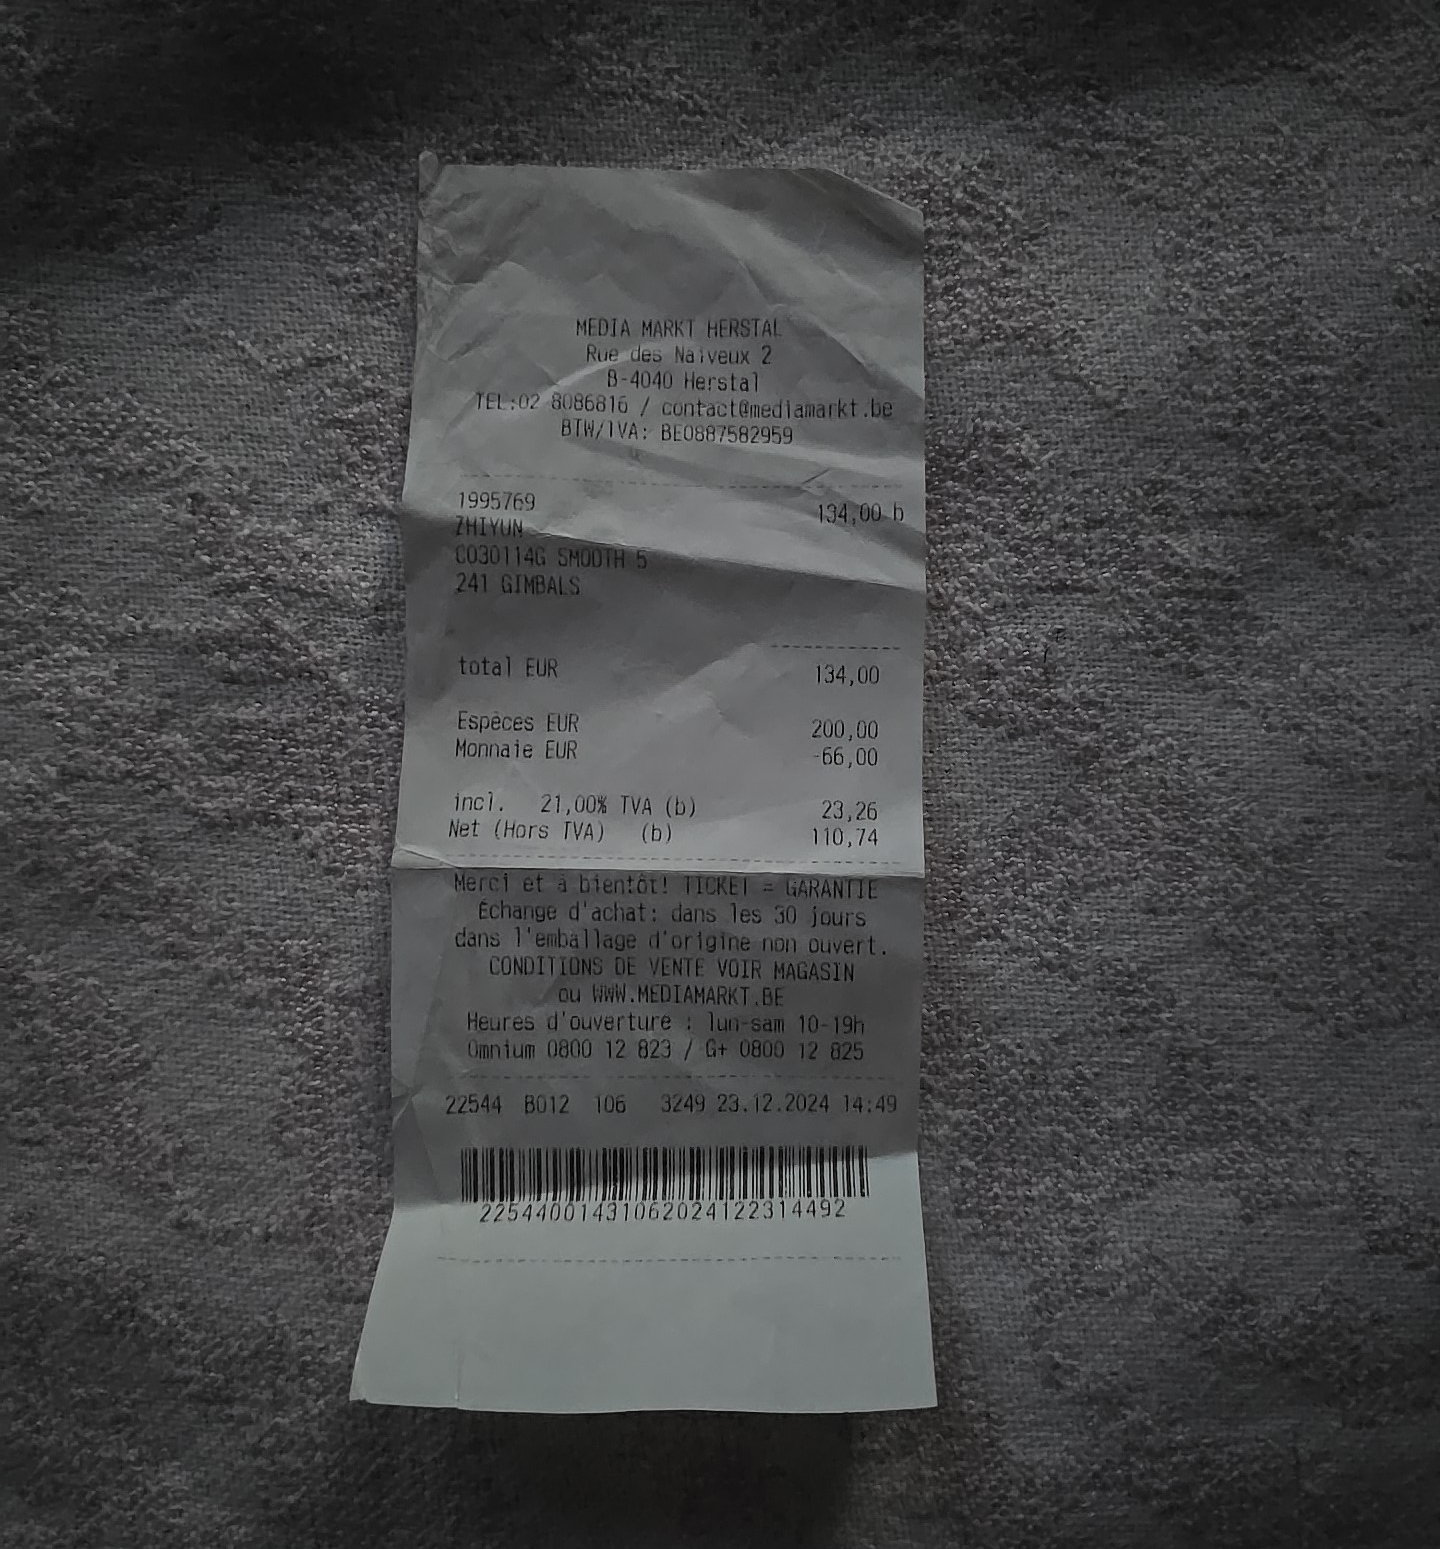 MEDIA MARKT HERSTAL
Rue des Naiveux 2
B-4040 Herstal
TEL:02 8086816 / contact@mediamarkt.be
BTW/IVA: BE0887582959
1995769 134,00 b
ZHIYUN
C030114G SMOOTH 5
241 GIMBALS
total EUR 134,00
Espèces EUR 200,00
Monnaie EUR -66,00
incl. 21,00% TVA (b) 23,26
Net (Hors TVA) (b) 110,74
Merci et à bientôt! TICKET = GARANTIE
Échange d'achat: dans les 30 jours
dans l'emballage d'origine non ouvert.
CONDITIONS DE VENTE VOIR MAGASIN
ou WWW.MEDIAMARKT.BE
Heures d'ouverture : lun-sam 10-19h
Omnium 0800 12 823 / G+ 0800 12 825
22544 B012 106 3249 23.12.2024 14:49
22544001431062024122314492